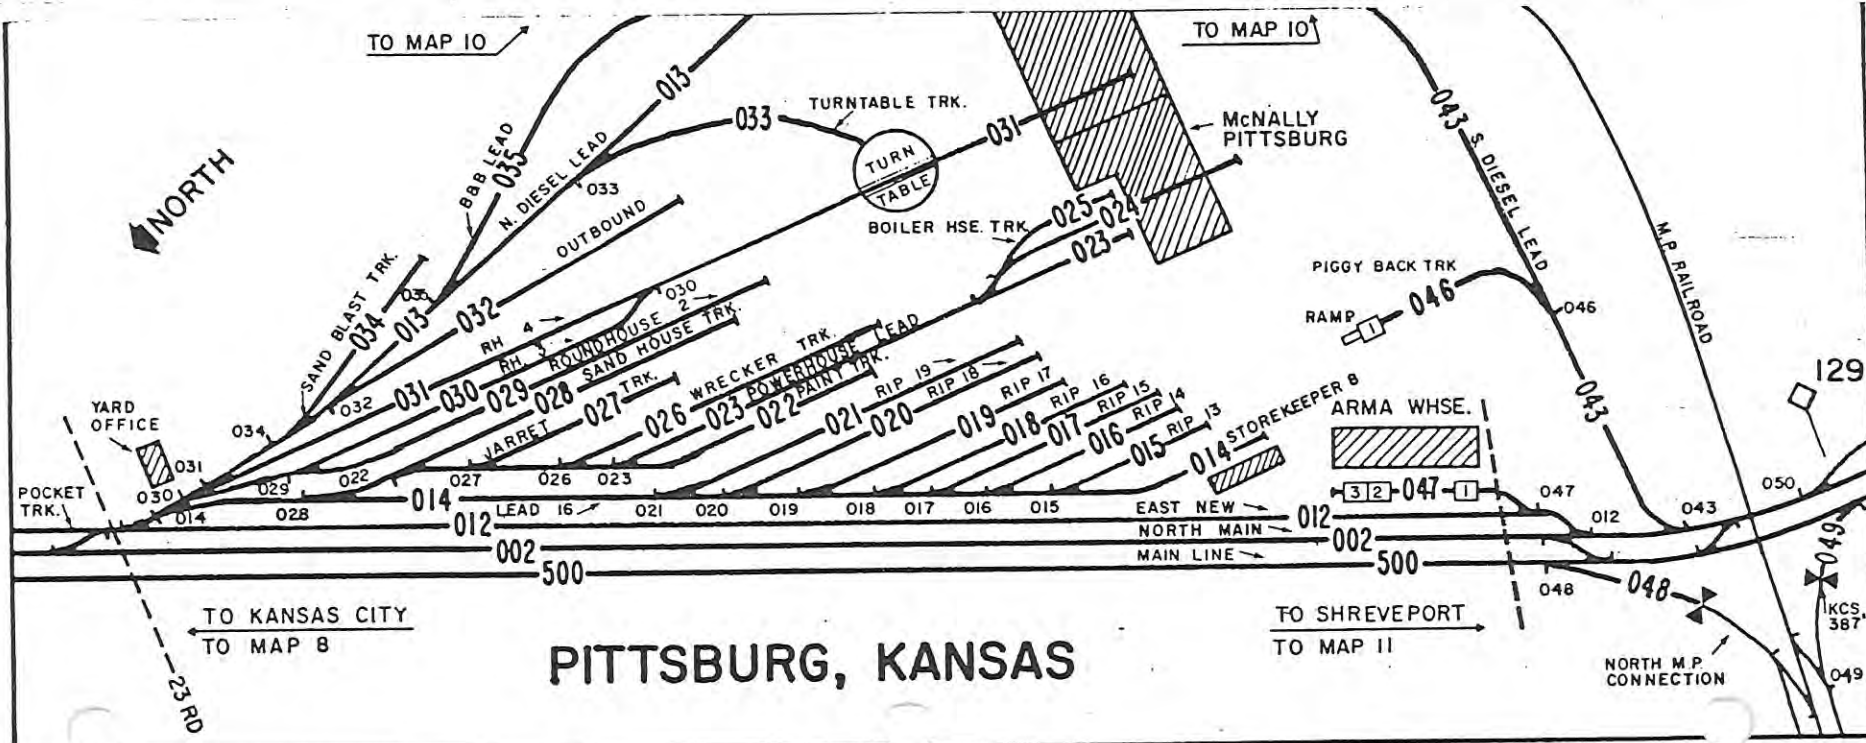 TO MAP 10
TO MAP 10
013
033
TURNTABLE TRK.
031
McNALLY
PITTSBURG
043
S. DIESEL LEAD
M.P. RAILROAD
NORTH
B&B LEAD
035
N. DIESEL LEAD
033
TURN
TABLE
OUTBOUND
BOILER HSE. TRK.
025
024
023
SAND BLAST TRK.
034
035
013
032
PIGGY BACK TRK
046
046
RAMP
1
RH 4
030
RH. 3
ROUNDHOUSE 2
SAND HOUSE TRK.
031
030
029
028
JARRET TRK.
027
026
WRECKER TRK.
023
POWERHOUSE LEAD
022
PAINT TRK.
021
RIP 19
020
RIP 18
019
RIP 17
018
RIP 16
017
RIP 15
016
RIP 14
015
RIP 13
014
STOREKEEPER 8
043
129
ARMA WHSE.
YARD
OFFICE
034
032
031
030
029
022
027
026
023
3 2
047
1
047
050
POCKET
TRK.
014
028
014
LEAD 16
021
020
019
018
017
016
015
012
EAST NEW
012
012
043
002
NORTH MAIN
002
500
MAIN LINE
500
048
048
049
TO KANSAS CITY
TO MAP 8
23 RD
PITTSBURG, KANSAS
TO SHREVEPORT
TO MAP 11
NORTH M.P.
CONNECTION
KCS,
387'
049